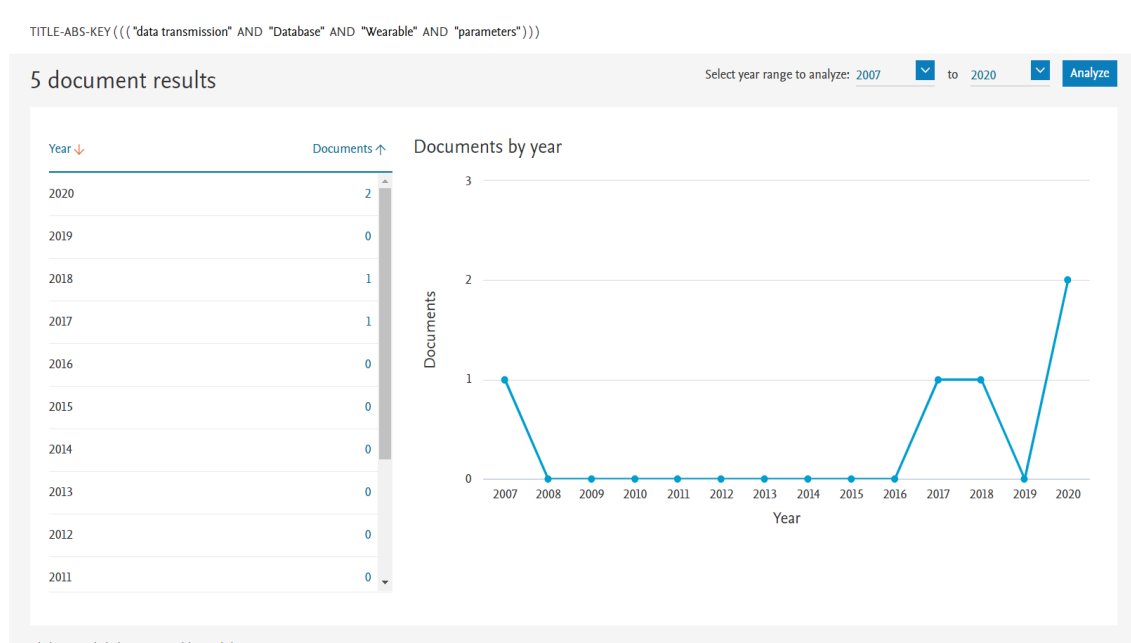 TITLE-ABS-KEY ( ( ( "data transmission" AND "Database" AND "Wearable" AND "parameters" ) ) )
5 document results
Select year range to analyze: 2007 to 2020 Analyze
Year Documents
2020 2
2019 0
2018 1
2017 1
2016 0
2015 0
2014 0
2013 0
2012 0
2011 0
Documents by year
3
2
1
0
Documents
2007 2008 2009 2010 2011 2012 2013 2014 2015 2016 2017 2018 2019 2020
Year